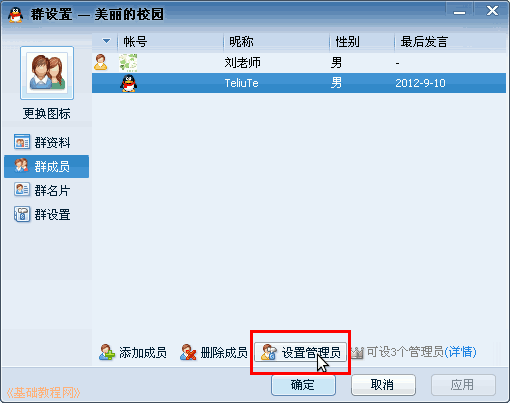 群设置 — 美丽的校园
帐号 昵称 性别 最后发言
刘老师 男 -
TeliuTe 男 2012-9-10
更换图标
群资料
群成员
群名片
群设置
添加成员 删除成员 设置管理员 可设3个管理员(详情)
《基础教程网》 确定 取消 应用